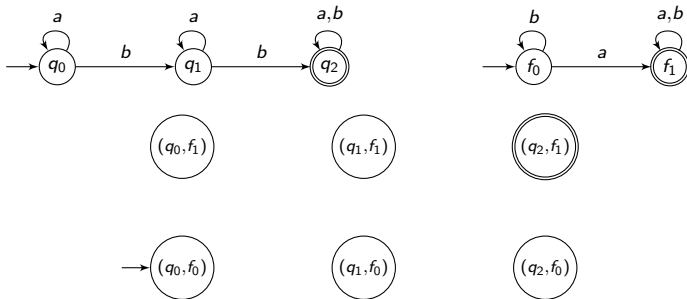 a a a,b b a,b
b b a
q0 q1 q2 f0 f1
(q0,f1) (q1,f1) (q2,f1)
(q0,f0) (q1,f0) (q2,f0)